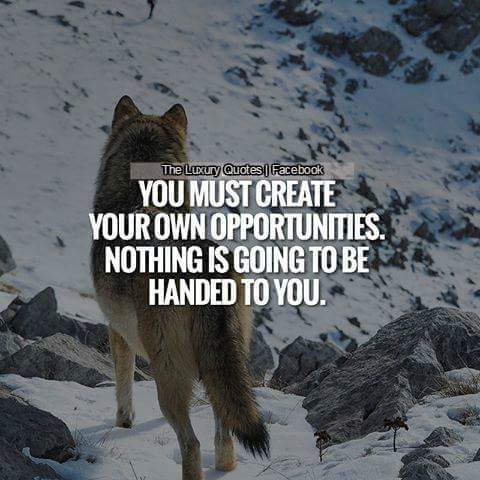 The Luxury Quotes | Facebook
YOU MUST CREATE
YOUR OWN OPPORTUNITIES.
NOTHING IS GOING TO BE
HANDED TO YOU.